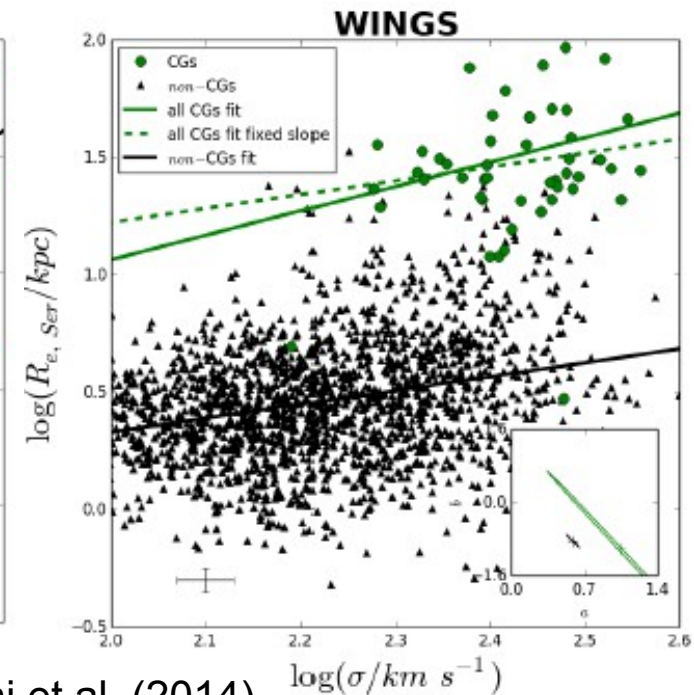 WINGS
2.0
CGs
non−CGs
all CGs fit
all CGs fit fixed slope
non−CGs fit
1.5
1.0
0.5
0.0
−0.5
log(R_e, Ser/kpc)
0.0
−1.5
0.0 0.7 1.4
2.0 2.1 2.2 2.3 2.4 2.5 2.6
log(σ/km s⁻¹)
et al. (2014)